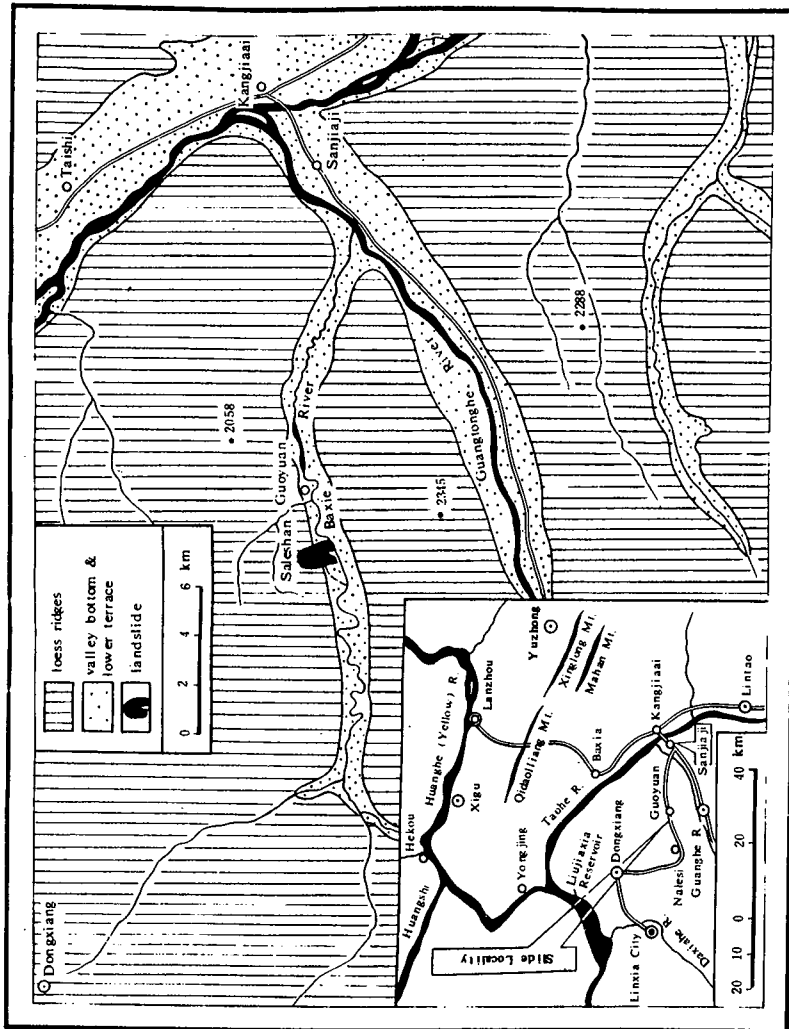 Dongxiang
Taishi
Kangjiaai
Sanjiaji
2058
Saleshan
Guoyuan
Baxie
River
2345
Guanglonghe
River
2288
loess ridges
valley bottom &
lower terrace
landslide
0 2 4 6 km
Hekou
Huangshi
Huanghe (Yellow) R.
Xigu
Lanzhou
Yuzhong
Xinglong Mt.
Mahan Mt.
Qidaolliang Mt.
Yongjing
Baxia
Taohe R.
Liujiaxia
Reservoir
Kangjiaai
Lintao
Sanjiaji
Guoyuan
Dongxiang
Nalesi
Guanghe R.
Daxiahe R.
Linxia City
Slide Locality
20 10 0 20 40 km